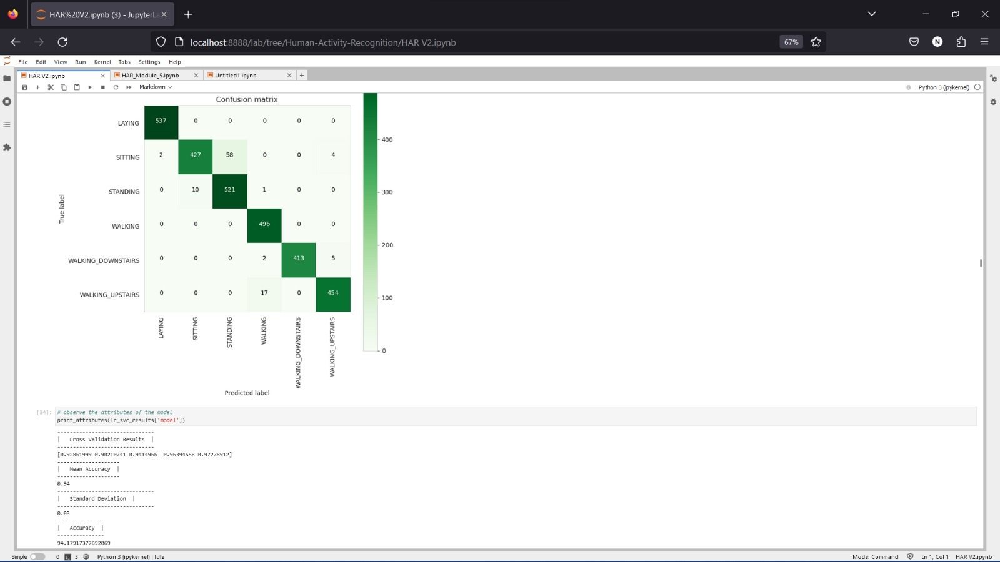 HAR%20V2.ipynb (3) - JupyterLa
localhost:8888/lab/tree/Human-Activity-Recognition/HAR V2.ipynb
67%
N
File Edit View Run Kernel Tabs Settings Help
HAR V2.ipynb
HAR_Module_5.ipynb
Untitled1.ipynb
Markdown
Python 3 (ipykernel)
Confusion matrix
True label
LAYING 537 0 0 0 0 0
SITTING 2 427 58 0 0 4
STANDING 0 10 521 1 0 0
WALKING 0 0 0 496 0 0
WALKING_DOWNSTAIRS 0 0 0 2 413 5
WALKING_UPSTAIRS 0 0 0 17 0 454
400
300
200
100
0
LAYING
SITTING
STANDING
WALKING
WALKING_DOWNSTAIRS
WALKING_UPSTAIRS
Predicted label
[34]: # observe the attributes of the model
print_attributes(lr_svc_results['model'])
------------------------------
| Cross-Validation Results |
------------------------------
[0.92861999 0.90210741 0.9414966 0.96394558 0.97278912]
-------------------
| Mean Accuracy |
-------------------
0.94
------------------------------
| Standard Deviation |
------------------------------
0.03
---------------
| Accuracy |
---------------
94.17917377692069
Simple 0 3 Python 3 (ipykernel) | Idle
Mode: Command Ln 1, Col 1 HAR V2.ipynb